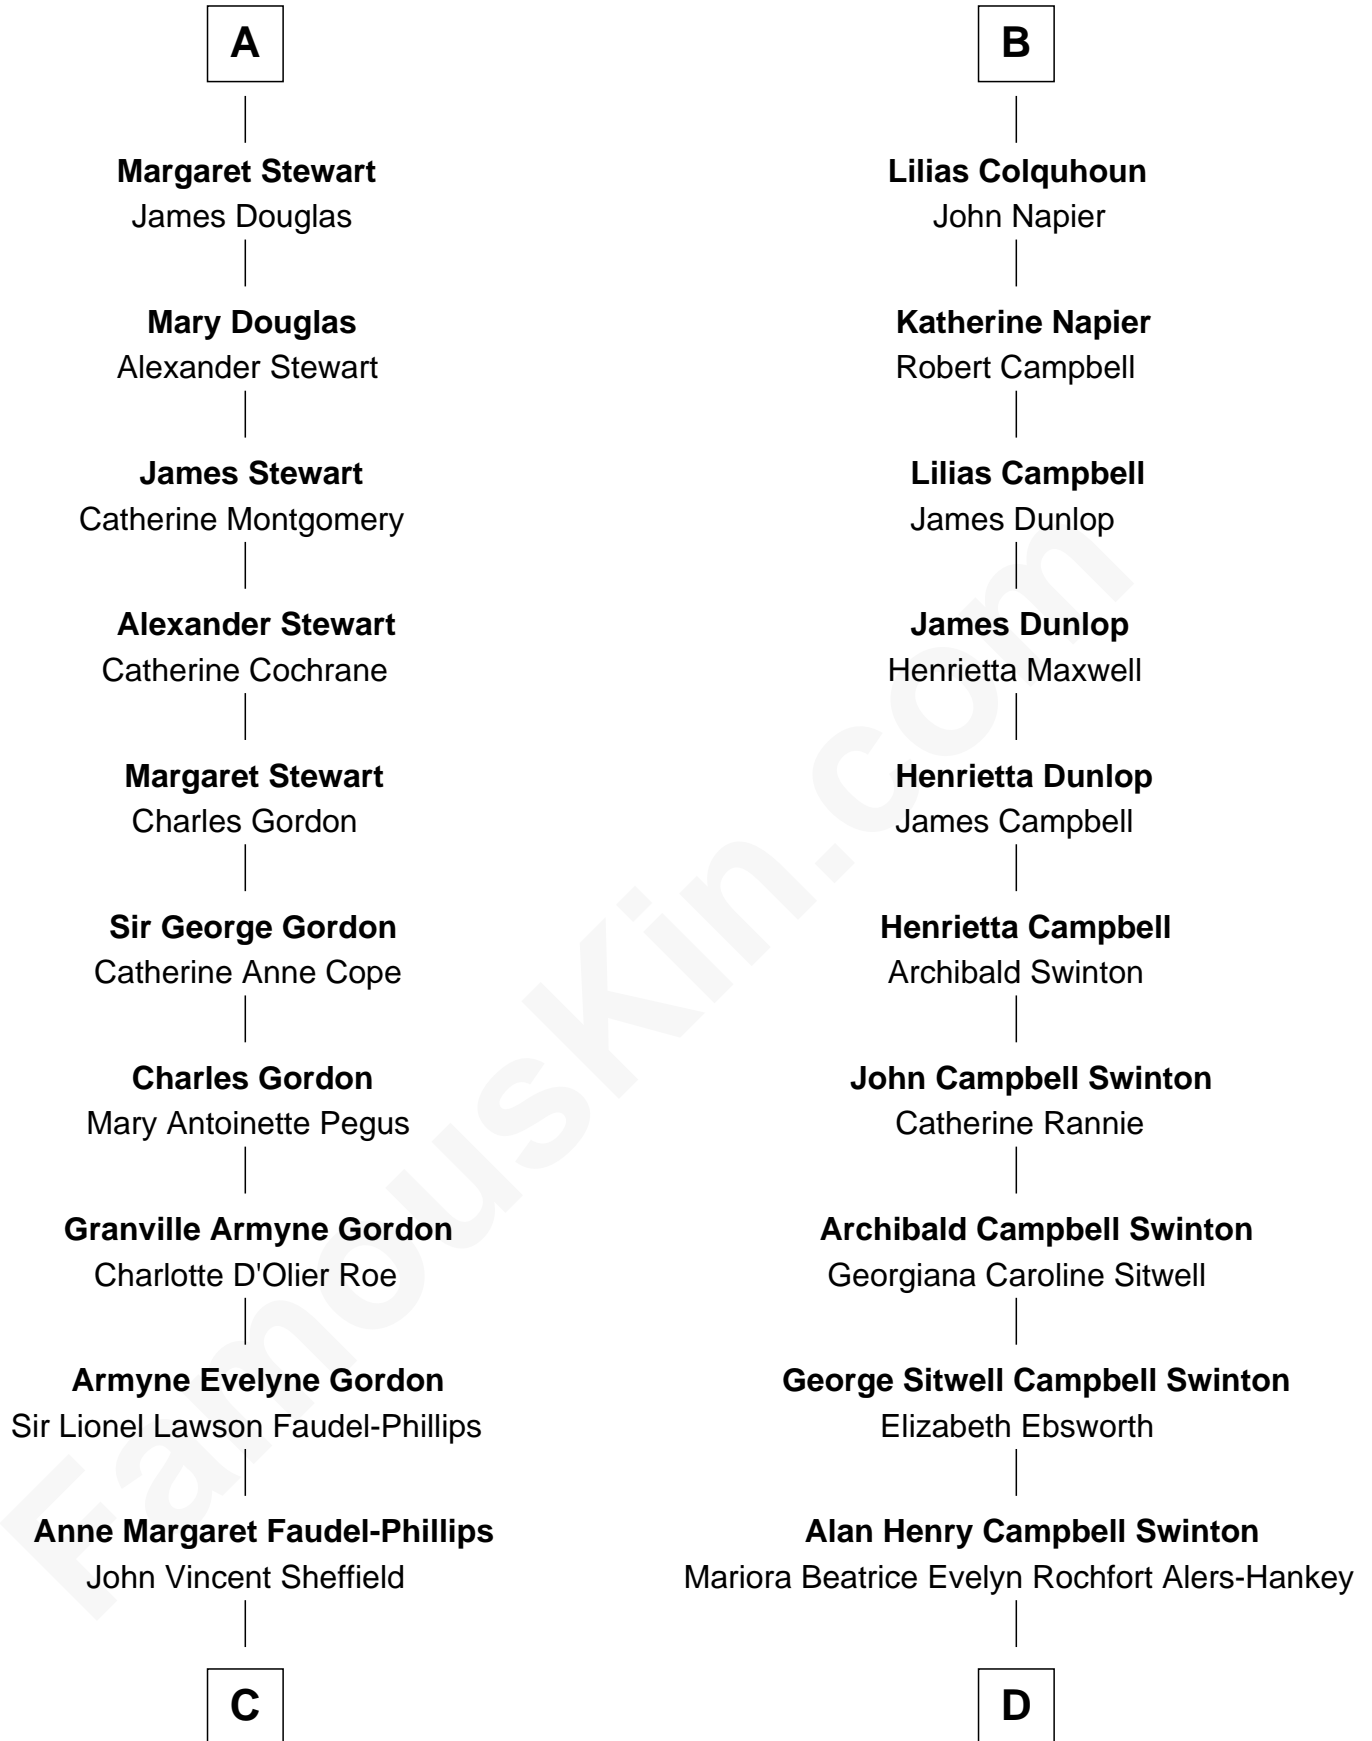 A
Margaret Stewart
James Douglas
Mary Douglas
Alexander Stewart
James Stewart
Catherine Montgomery
Alexander Stewart
Catherine Cochrane
Margaret Stewart
Charles Gordon
Sir George Gordon
Catherine Anne Cope
Charles Gordon
Mary Antoinette Pegus
Granville Armyne Gordon
Charlotte D'Olier Roe
Armyne Evelyne Gordon
Sir Lionel Lawson Faudel-Phillips
Anne Margaret Faudel-Phillips
John Vincent Sheffield
C
B
Lilias Colquhoun
John Napier
Katherine Napier
Robert Campbell
Lilias Campbell
James Dunlop
James Dunlop
Henrietta Maxwell
Henrietta Dunlop
James Campbell
Henrietta Campbell
Archibald Swinton
John Campbell Swinton
Catherine Rannie
Archibald Campbell Swinton
Georgiana Caroline Sitwell
George Sitwell Campbell Swinton
Elizabeth Ebsworth
Alan Henry Campbell Swinton
Mariora Beatrice Evelyn Rochfort Alers-Hankey
D
FamousKin.com